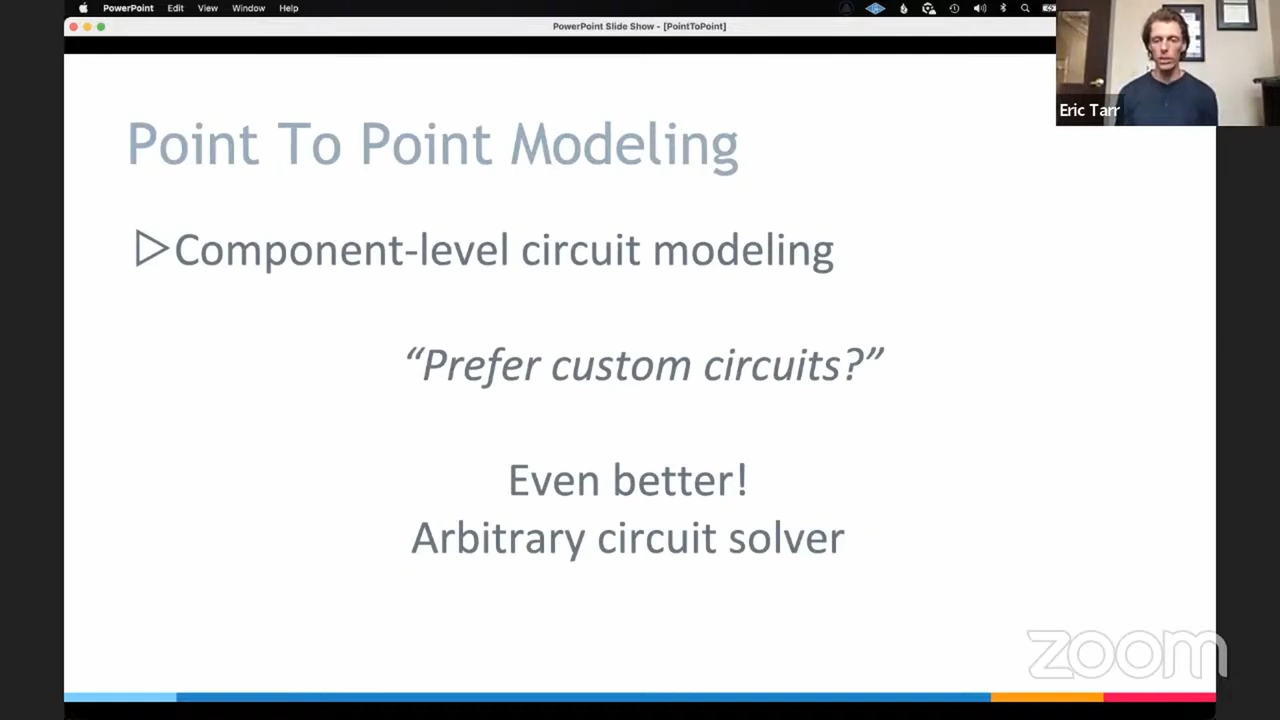 PowerPoint Edit View Window Help
PowerPoint Slide Show - [PointToPoint]
Eric Tarr
Point To Point Modeling
Component-level circuit modeling
“Prefer custom circuits?”
Even better!
Arbitrary circuit solver
zoom